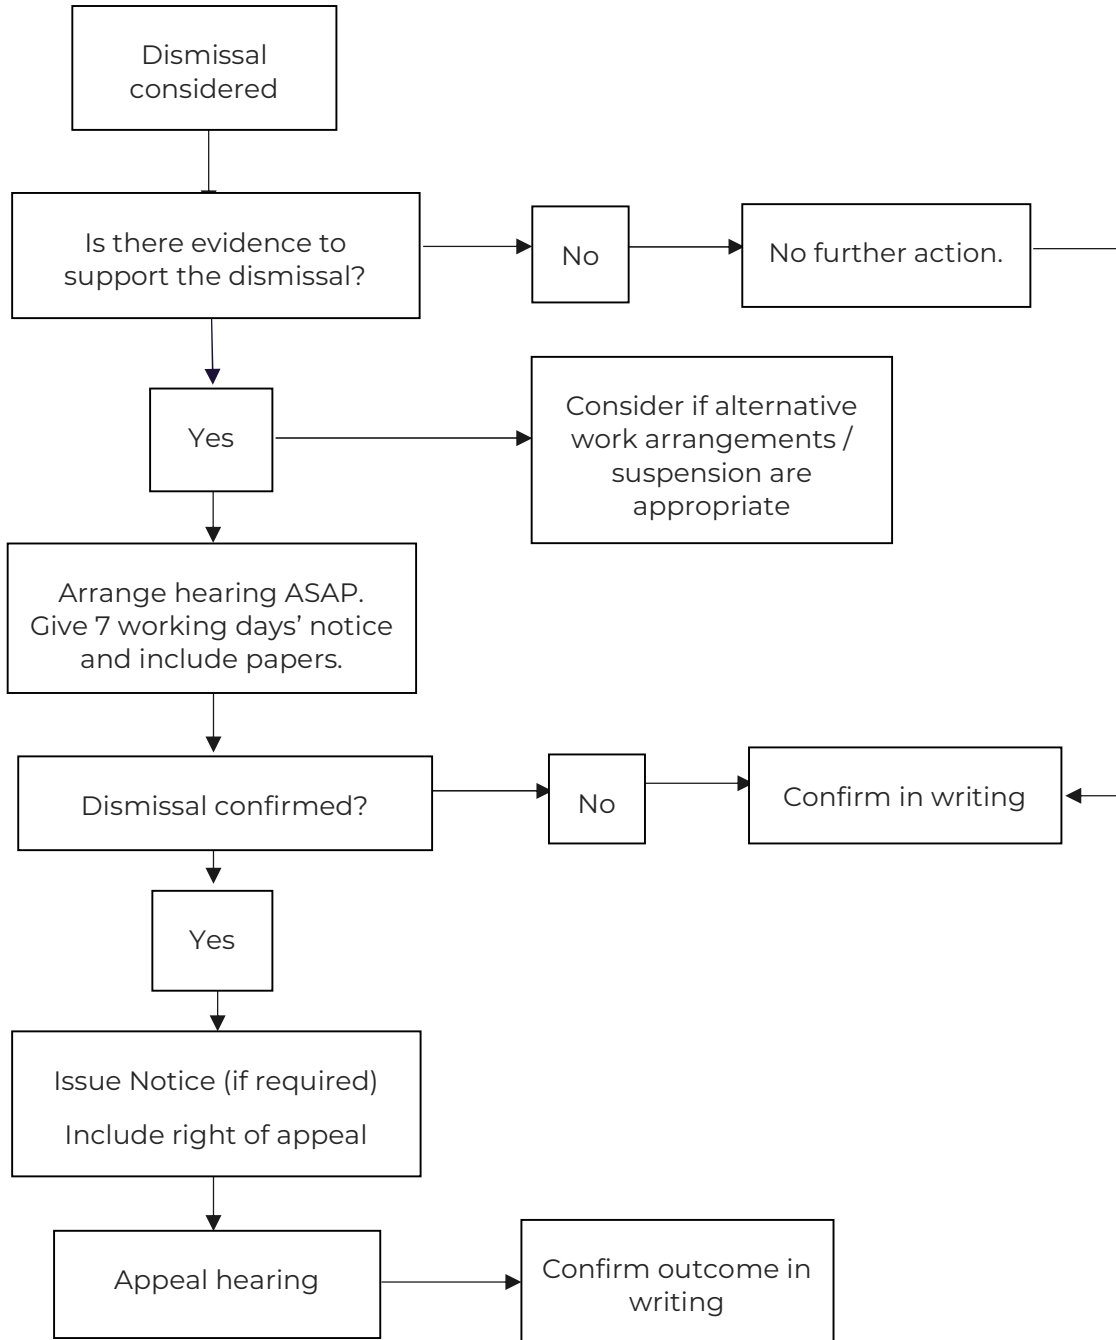 Dismissal
considered
Is there evidence to
support the dismissal?
No
No further action.
Yes
Consider if alternative
work arrangements /
suspension are
appropriate
Arrange hearing ASAP.
Give 7 working days’ notice
and include papers.
Dismissal confirmed?
No
Confirm in writing
Yes
Issue Notice (if required)
Include right of appeal
Appeal hearing
Confirm outcome in
writing